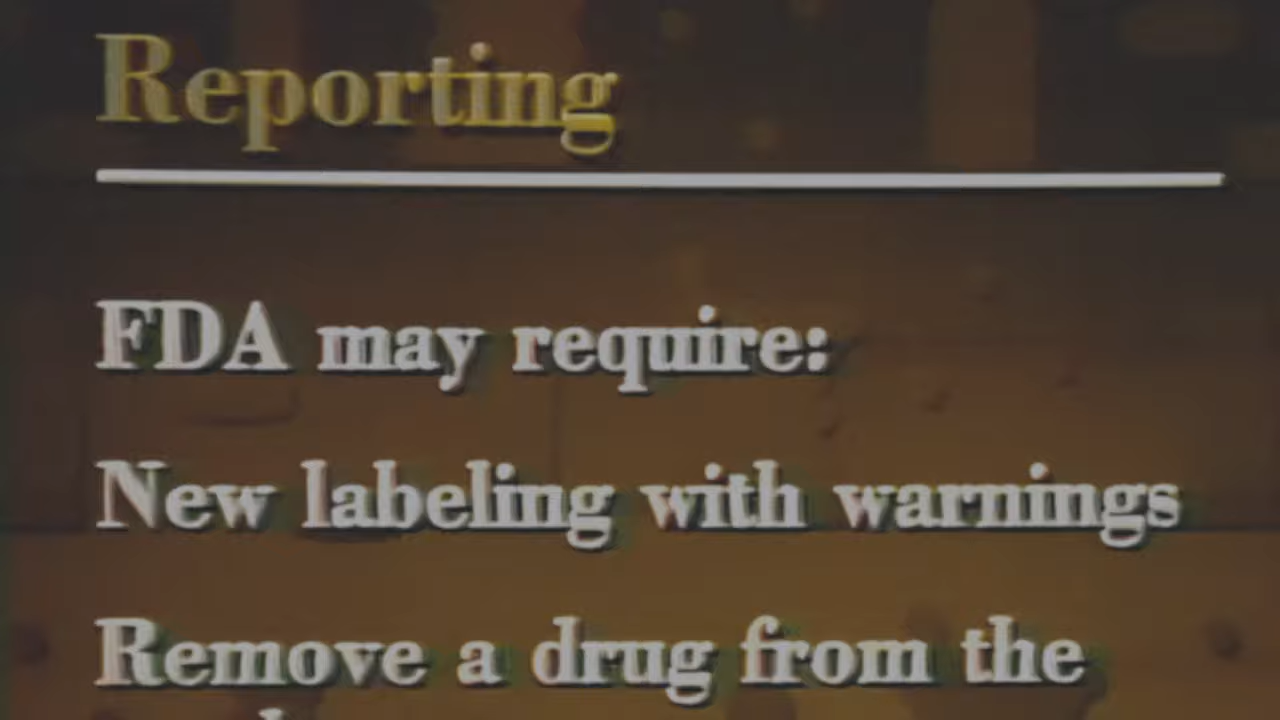 Reporting
FDA may require:
New labeling with warnings
Remove a drug from the